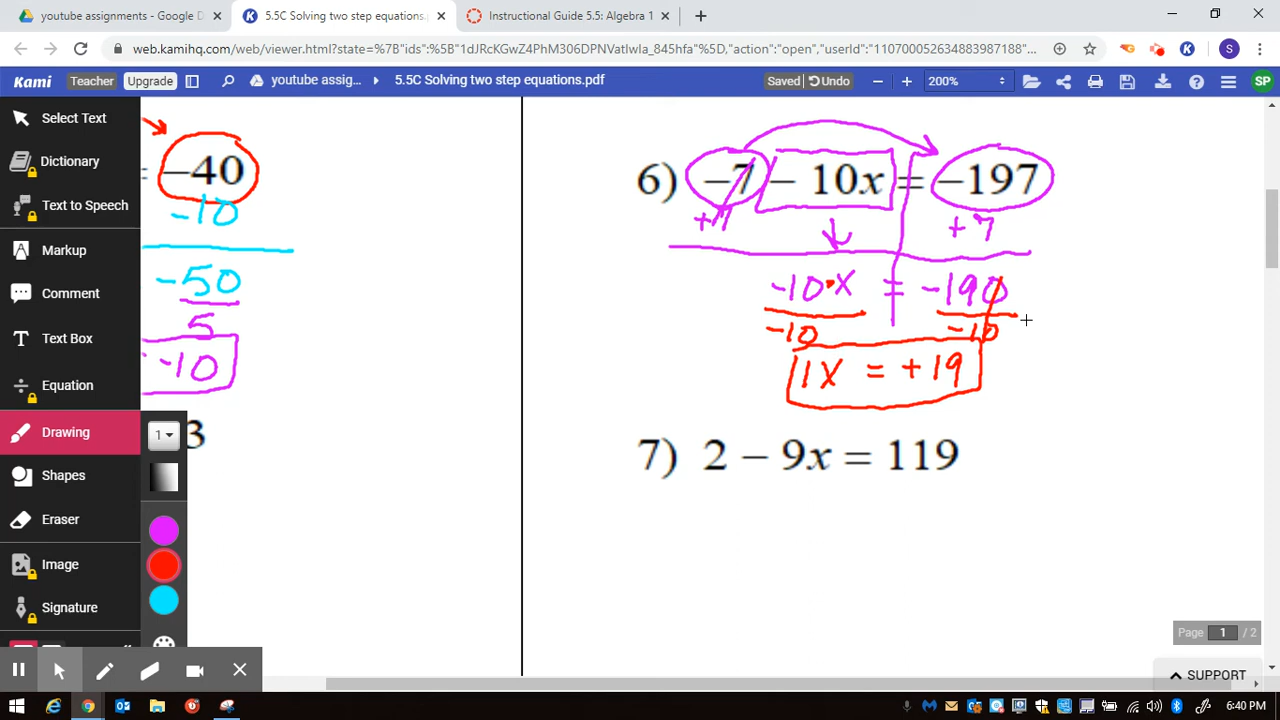 youtube assignments - Google D
5.5C Solving two step equations.
Instructional Guide 5.5: Algebra 1
web.kamihq.com/web/viewer.html?state=%7B"ids"%5B"1dJRcKGwZ4PhM306DPNVatIwIa_845hfa"%5D,"action":"open","userId":"110700052634883987188"...
S
Kami Teacher Upgrade youtube assig... 5.5C Solving two step equations.pdf Saved Undo 200% SP
Select Text
Dictionary
Text to Speech
Markup
Comment
Text Box
Equation
Drawing
Shapes
Eraser
Image
Signature
1
= −40
-10
-50
5
-10
3
6) −7 − 10x = −197
+7 +7
-10·x = -190
-10 -10
1x = +19
7) 2 − 9x = 119
Page 1 / 2
SUPPORT
6:40 PM